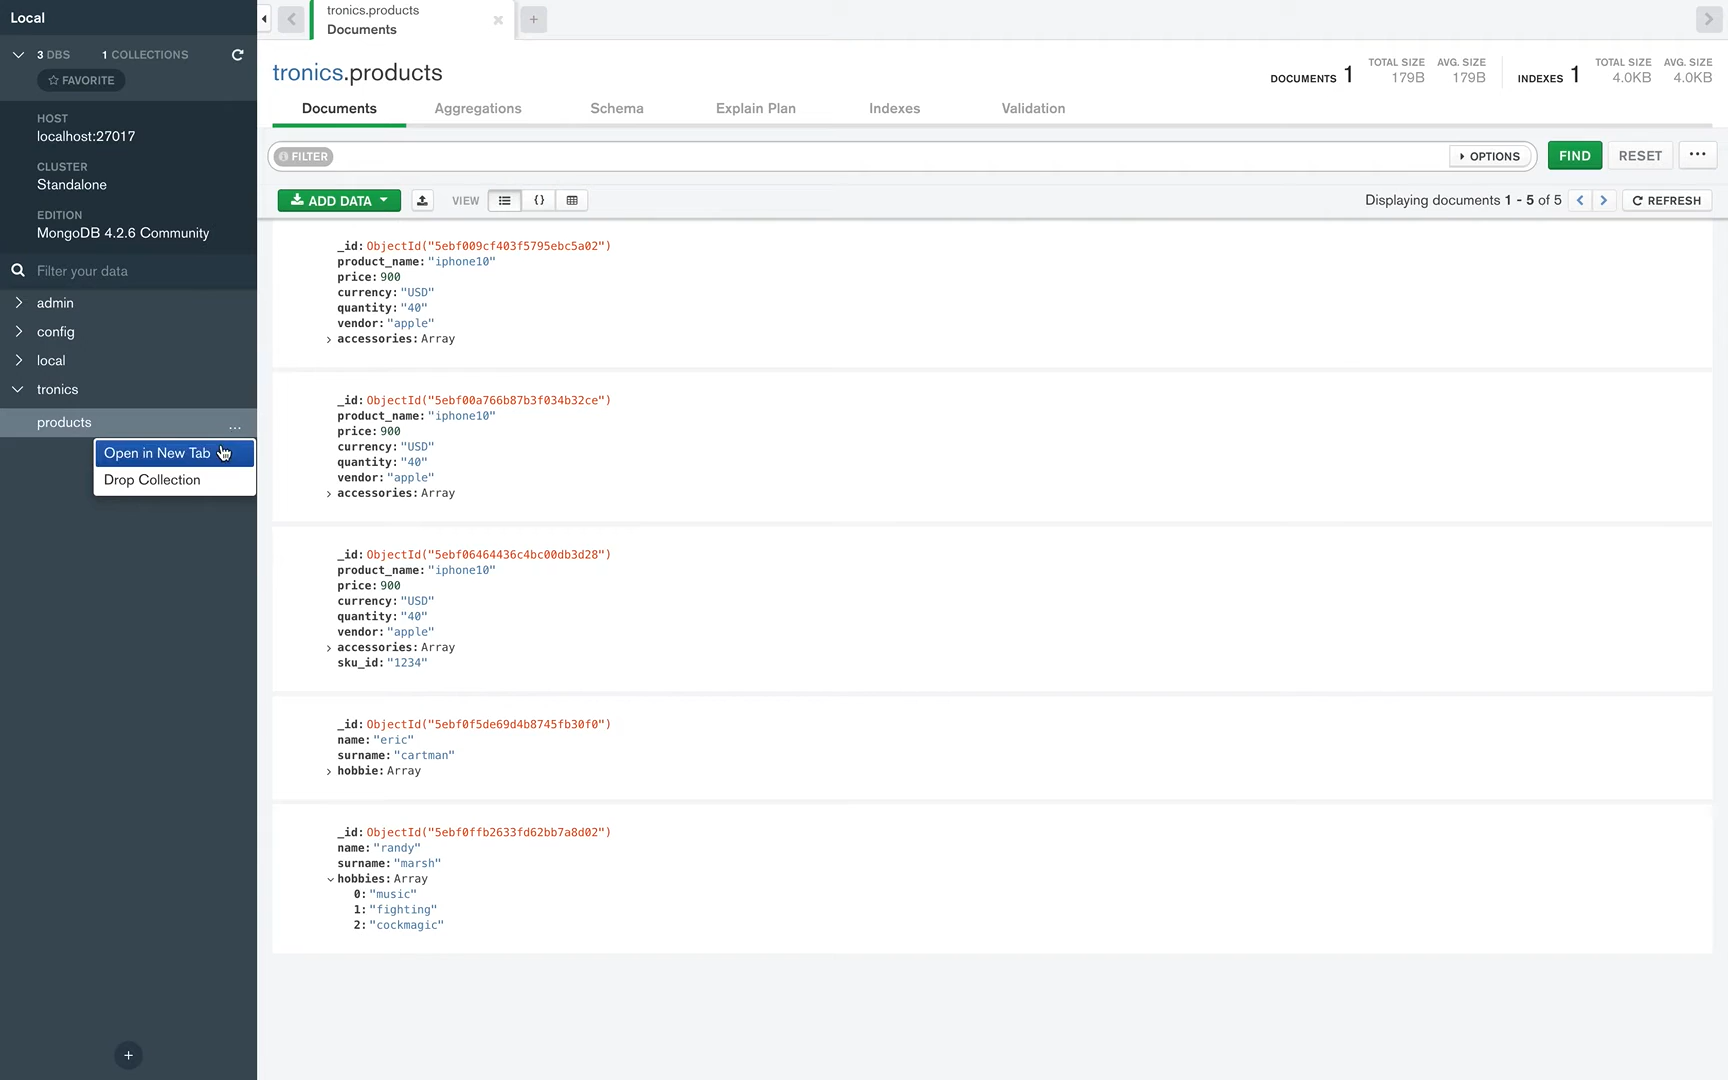 Local
3 DBS 1 COLLECTIONS
FAVORITE
HOST
localhost:27017
CLUSTER
Standalone
EDITION
MongoDB 4.2.6 Community
Filter your data
admin
config
local
tronics
products ...
Open in New Tab
Drop Collection
tronics.products
Documents
tronics.products
DOCUMENTS 1 TOTAL SIZE 179B AVG. SIZE 179B INDEXES 1 TOTAL SIZE 4.0KB AVG. SIZE 4.0KB
Documents Aggregations Schema Explain Plan Indexes Validation
FILTER OPTIONS FIND RESET ...
ADD DATA VIEW {} Displaying documents 1 - 5 of 5 REFRESH
_id: ObjectId("5ebf009cf403f5795ebc5a02")
product_name: "iphone10"
price: 900
currency: "USD"
quantity: "40"
vendor: "apple"
accessories: Array
_id: ObjectId("5ebf00a766b87b3f034b32ce")
product_name: "iphone10"
price: 900
currency: "USD"
quantity: "40"
vendor: "apple"
accessories: Array
_id: ObjectId("5ebf06464436c4bc00db3d28")
product_name: "iphone10"
price: 900
currency: "USD"
quantity: "40"
vendor: "apple"
accessories: Array
sku_id: "1234"
_id: ObjectId("5ebf0f5de69d4b8745fb30f0")
name: "eric"
surname: "cartman"
hobbie: Array
_id: ObjectId("5ebf0ffb2633fd62bb7a8d02")
name: "randy"
surname: "marsh"
hobbies: Array
0: "music"
1: "fighting"
2: "cockmagic"